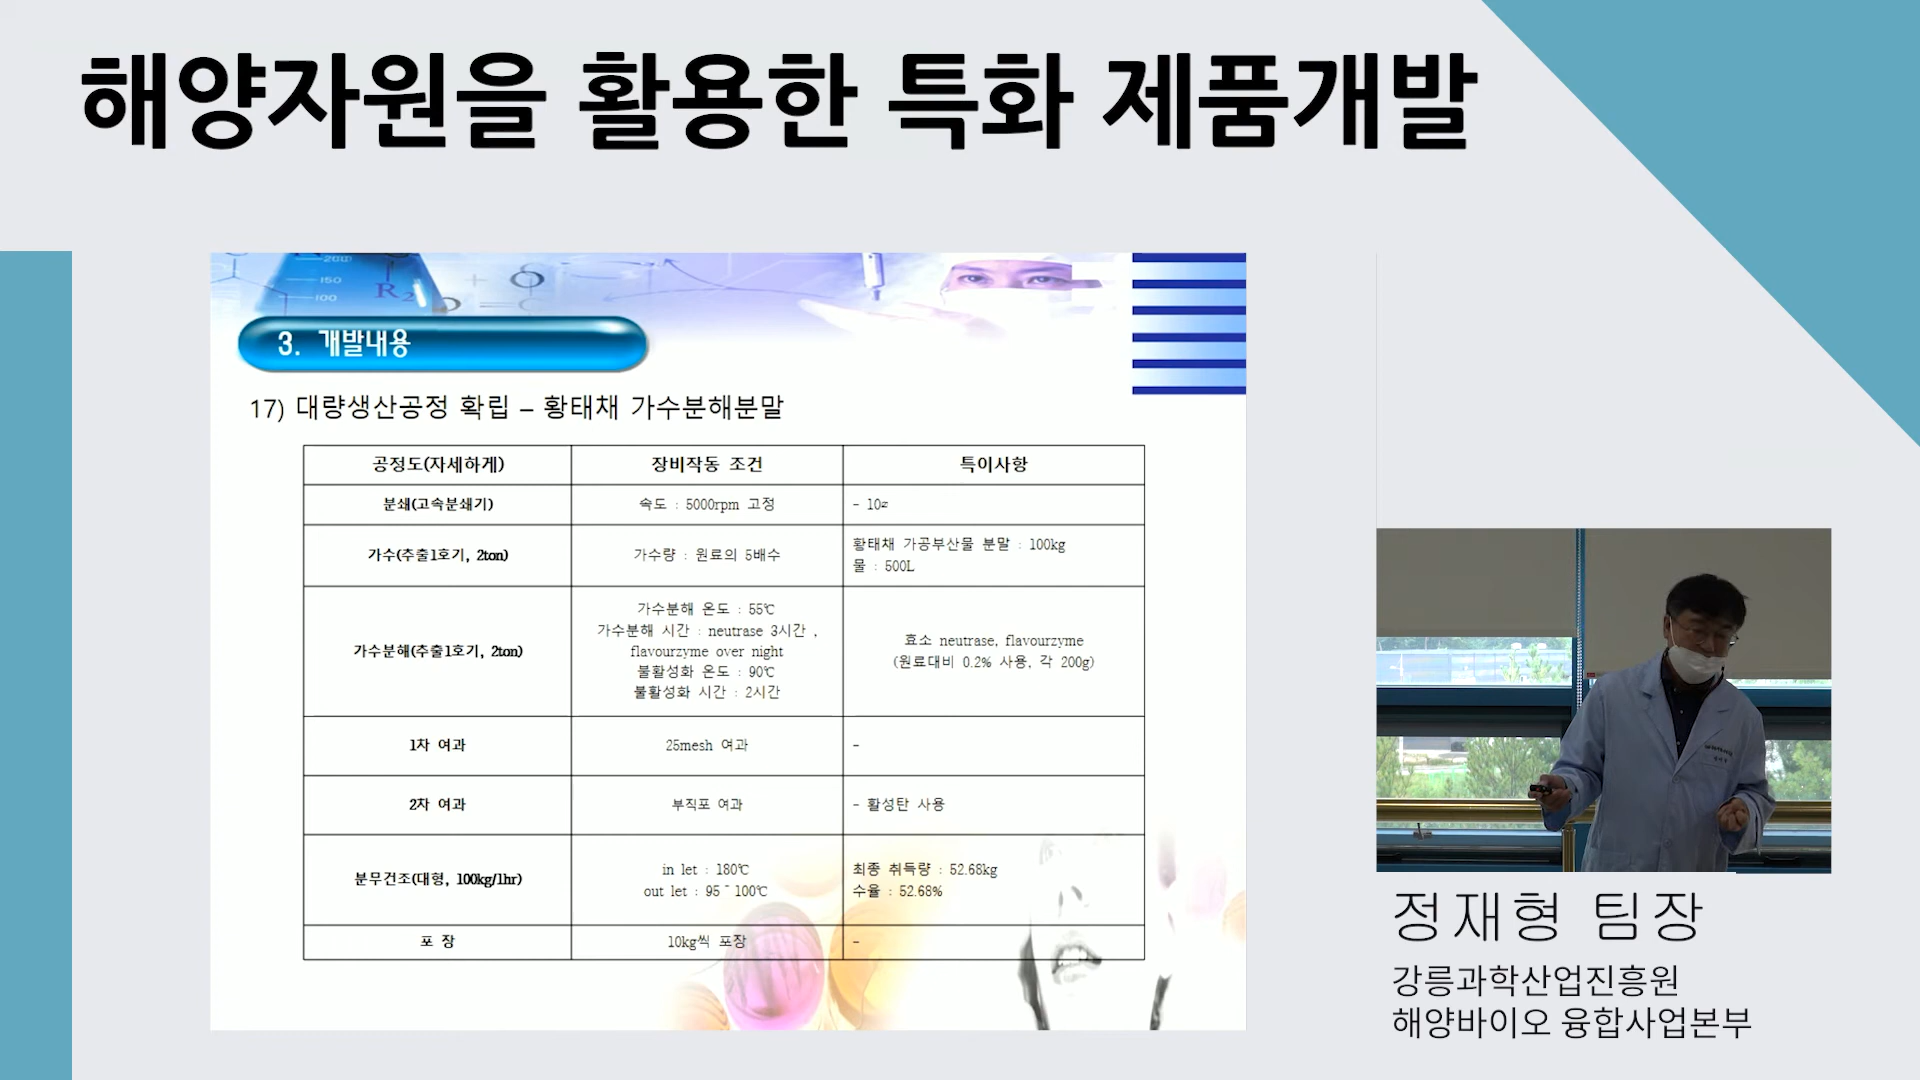 해양자원을 활용한 특화 제품개발
3. 개발내용
17) 대량생산공정 확립 – 황태채 가수분해분말
공정도(자세하게) 장비작동 조건 특이사항
분쇄(고속분쇄기) 속도 : 5000rpm 고정
가수(추출1호기, 2ton) 가수량 : 원료의 5배수 황태채 가공부산물 분말 : 100kg
물 : 500L
가수분해(추출1호기, 2ton) 가수분해 온도 : 55℃
가수분해 시간 : neutrase 3시간 ,
flavourzyme over night
불활성화 온도 : 90℃
불활성화 시간 : 2시간
효소 neutrase, flavourzyme
(원료대비 0.2% 사용, 각 200g)
1차 여과 25mesh 여과 -
2차 여과 부직포 여과 - 활성탄 사용
분무건조(대형, 100kg/1hr) in let : 180℃
out let : 95 ~ 100℃
최종 취득량 : 52.68kg
수율 : 52.68%
포 장 10kg씩 포장 -
정재형 팀장
강릉과학산업진흥원
해양바이오 융합사업본부